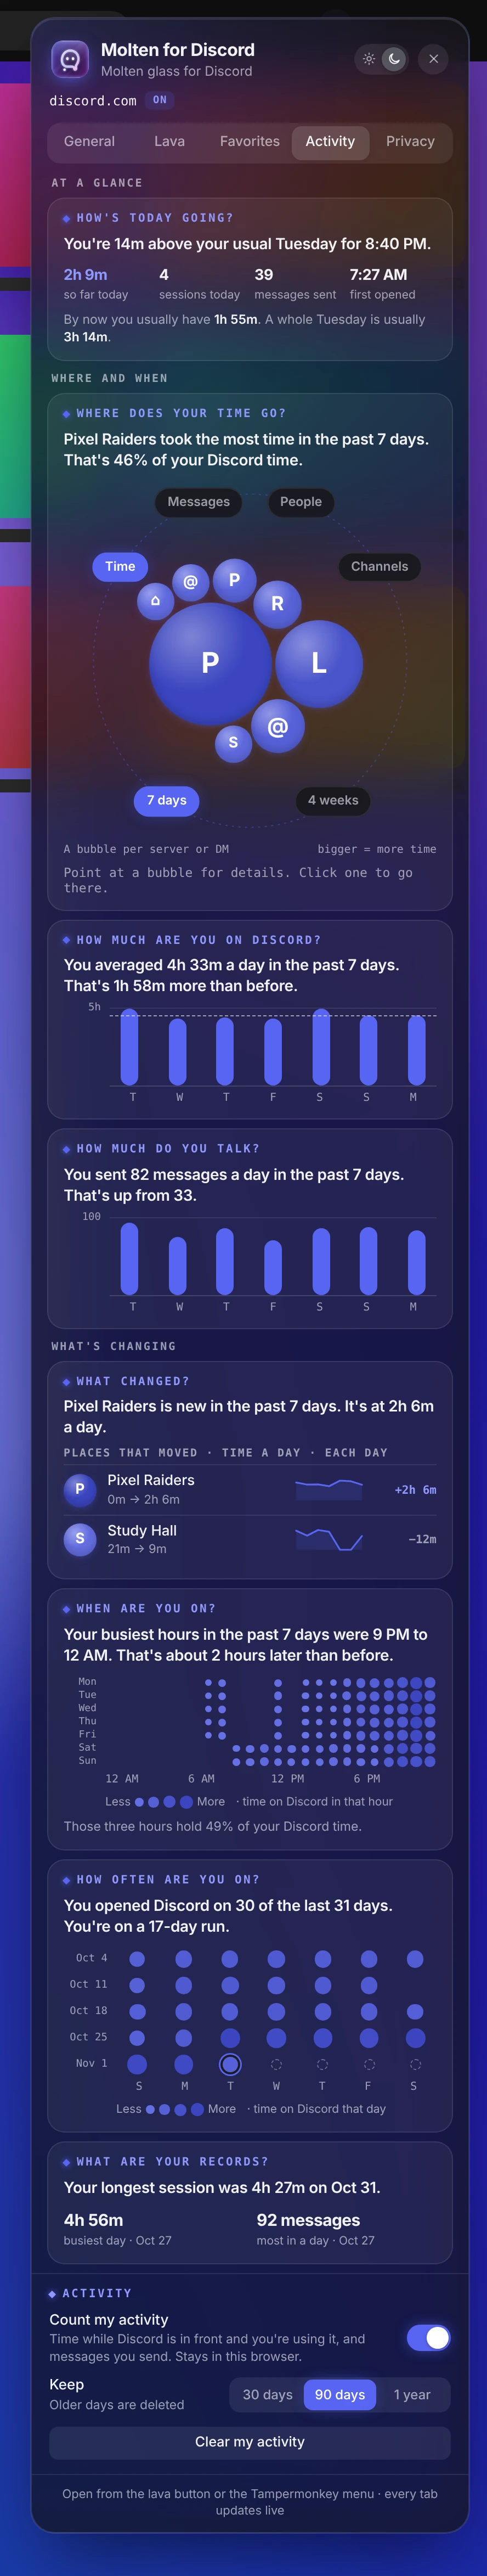 Molten for Discord
Molten glass for Discord
discord.com ON
General Lava Favorites Activity Privacy
AT A GLANCE
HOW'S TODAY GOING?
You're 14m above your usual Tuesday for 8:40 PM.
2h 9m 4 39 7:27 AM
so far today sessions today messages sent first opened
By now you usually have 1h 55m. A whole Tuesday is usually
3h 14m.
WHERE AND WHEN
WHERE DOES YOUR TIME GO?
Pixel Raiders took the most time in the past 7 days.
That's 46% of your Discord time.
Messages People
Time Channels
@ P
R
P L
S @
7 days 4 weeks
A bubble per server or DM bigger = more time
Point at a bubble for details. Click one to go
there.
HOW MUCH ARE YOU ON DISCORD?
You averaged 4h 33m a day in the past 7 days.
That's 1h 58m more than before.
5h
T W T F S S M
HOW MUCH DO YOU TALK?
You sent 82 messages a day in the past 7 days.
That's up from 33.
100
T W T F S S M
WHAT'S CHANGING
WHAT CHANGED?
Pixel Raiders is new in the past 7 days. It's at 2h 6m
a day.
PLACES THAT MOVED · TIME A DAY · EACH DAY
P Pixel Raiders +2h 6m
0m → 2h 6m
S Study Hall −12m
21m → 9m
WHEN ARE YOU ON?
Your busiest hours in the past 7 days were 9 PM to
12 AM. That's about 2 hours later than before.
Mon
Tue
Wed
Thu
Fri
Sat
Sun
12 AM 6 AM 12 PM 6 PM
Less More · time on Discord in that hour
Those three hours hold 49% of your Discord time.
HOW OFTEN ARE YOU ON?
You opened Discord on 30 of the last 31 days.
You're on a 17-day run.
Oct 4
Oct 11
Oct 18
Oct 25
Nov 1
S M T W T F S
Less More · time on Discord that day
WHAT ARE YOUR RECORDS?
Your longest session was 4h 27m on Oct 31.
4h 56m 92 messages
busiest day · Oct 27 most in a day · Oct 27
ACTIVITY
Count my activity
Time while Discord is in front and you're using it, and
messages you send. Stays in this browser.
Keep
Older days are deleted
30 days 90 days 1 year
Clear my activity
Open from the lava button or the Tampermonkey menu · every tab
updates live